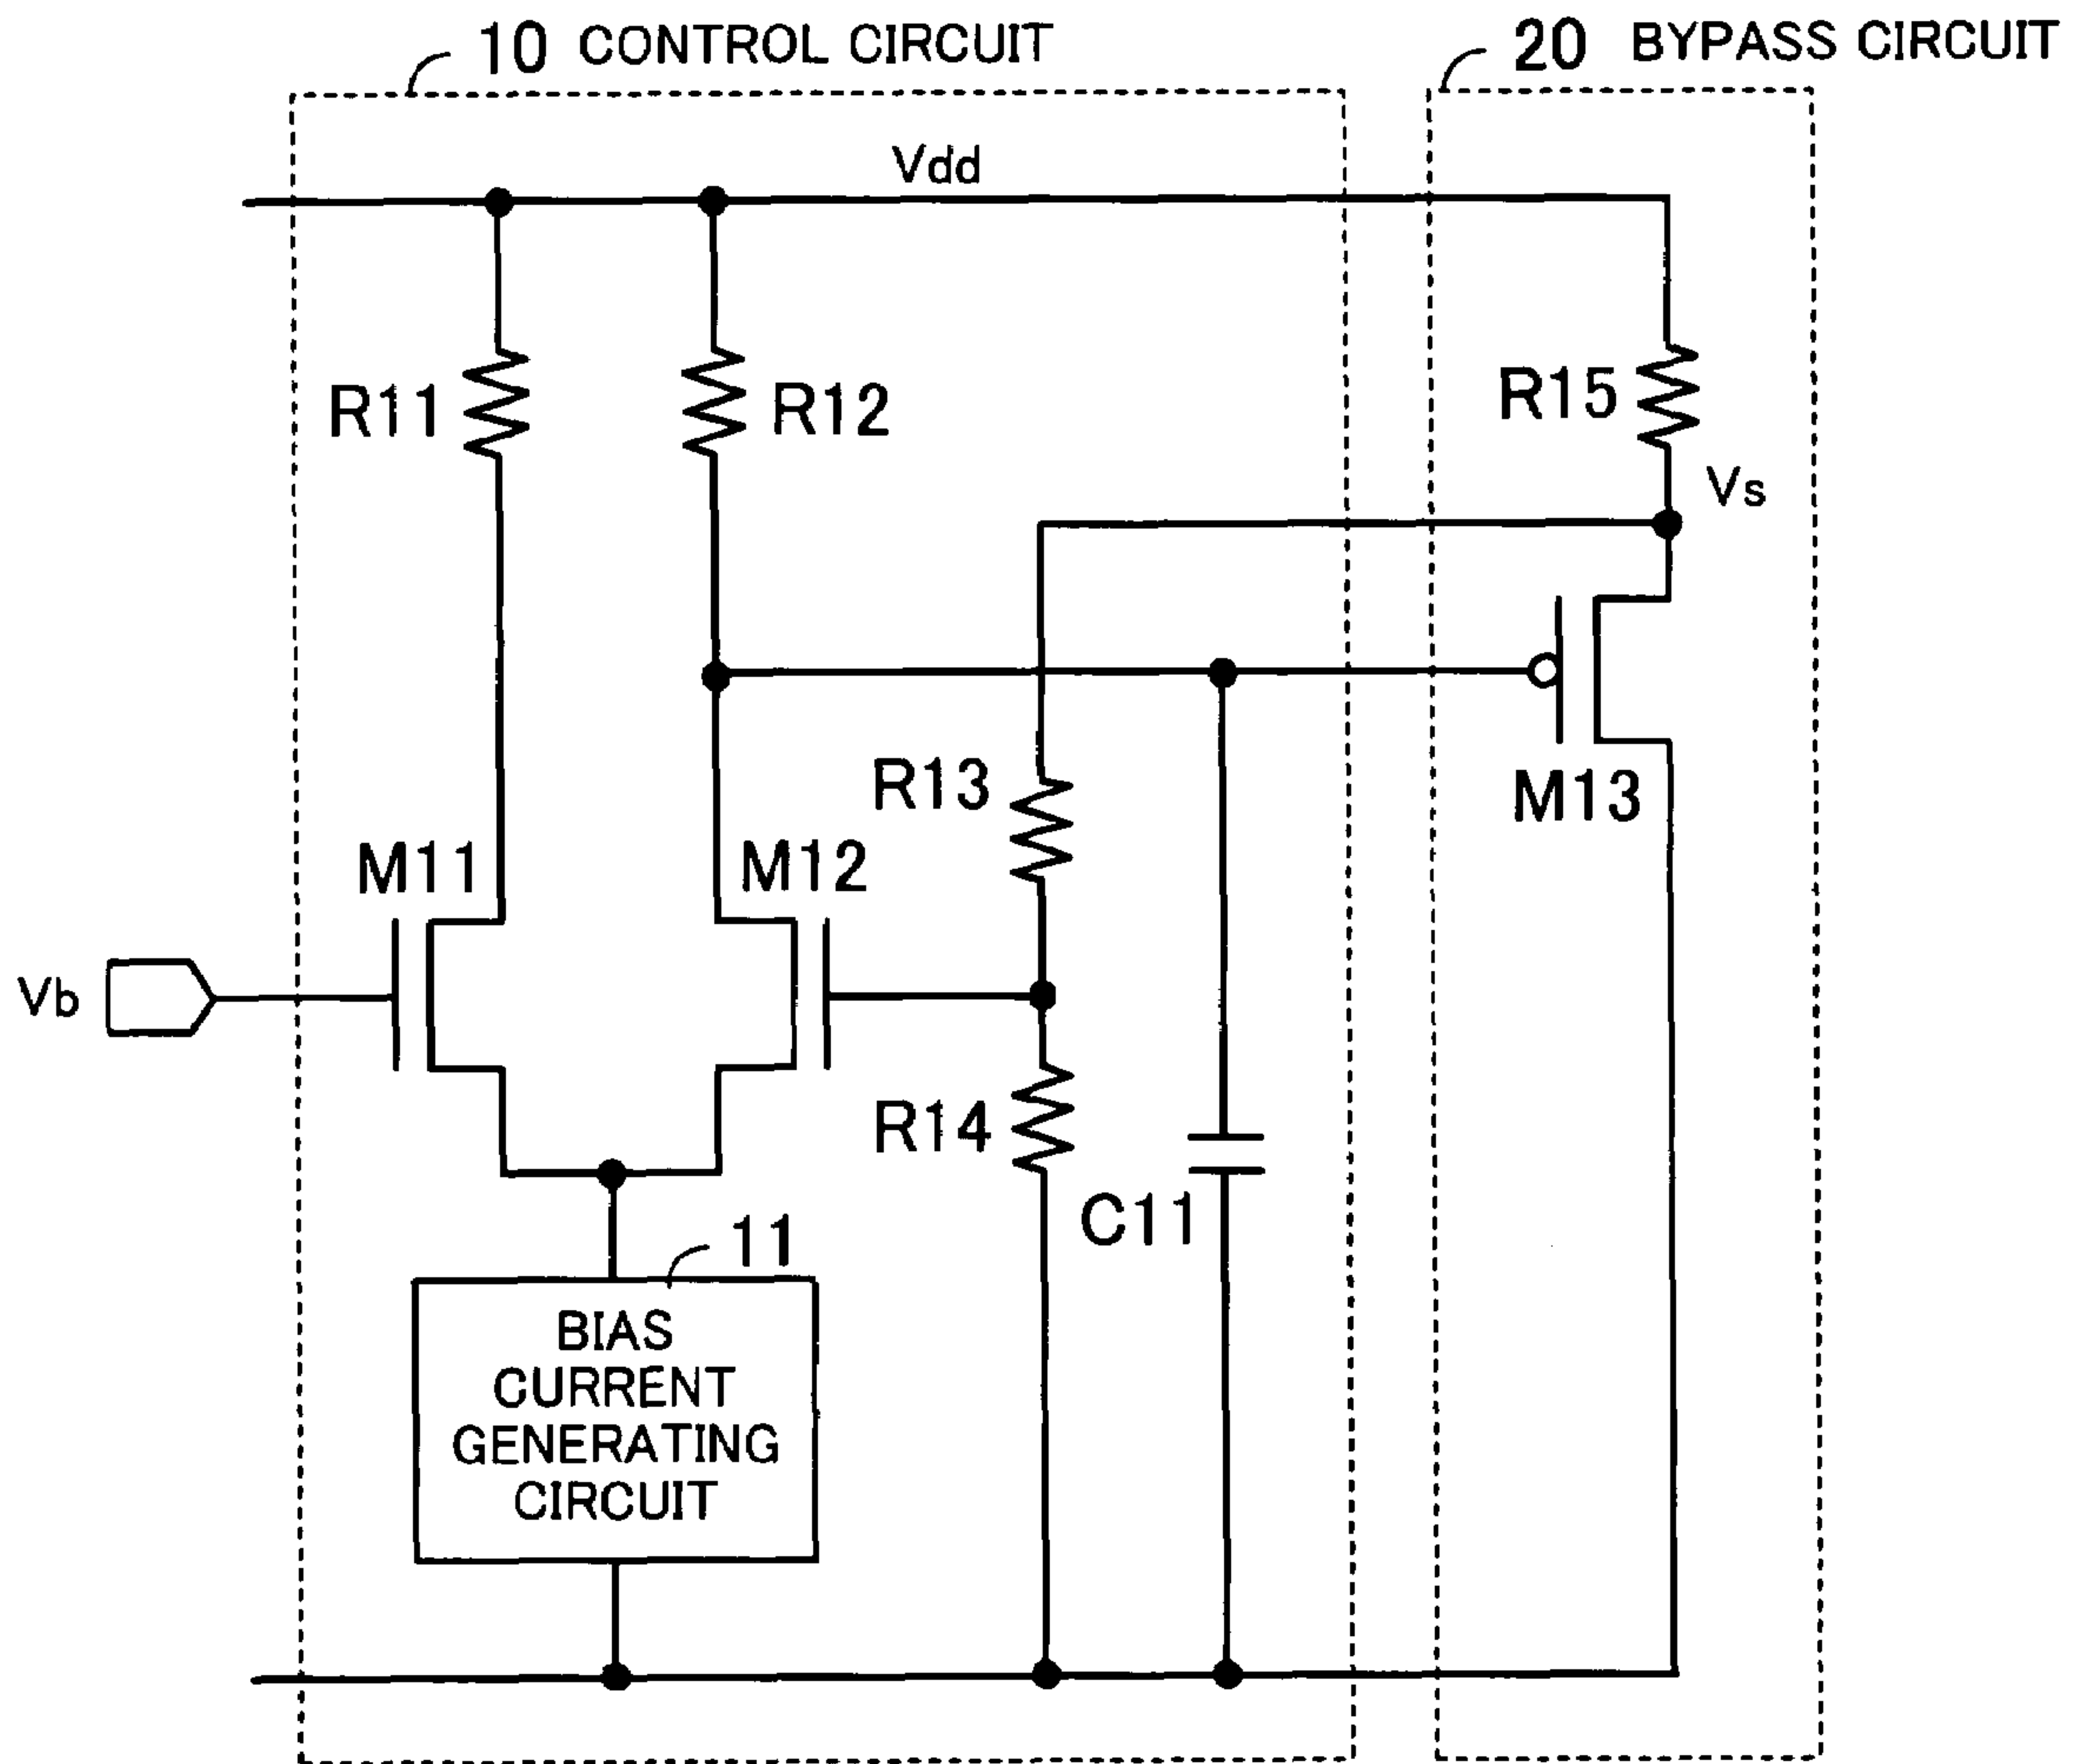 10 CONTROL CIRCUIT
20 BYPASS CIRCUIT
Vdd
R11
R12
R15
Vs
R13
M13
M11
M12
Vb
R14
C11
11
BIAS
CURRENT
GENERATING
CIRCUIT